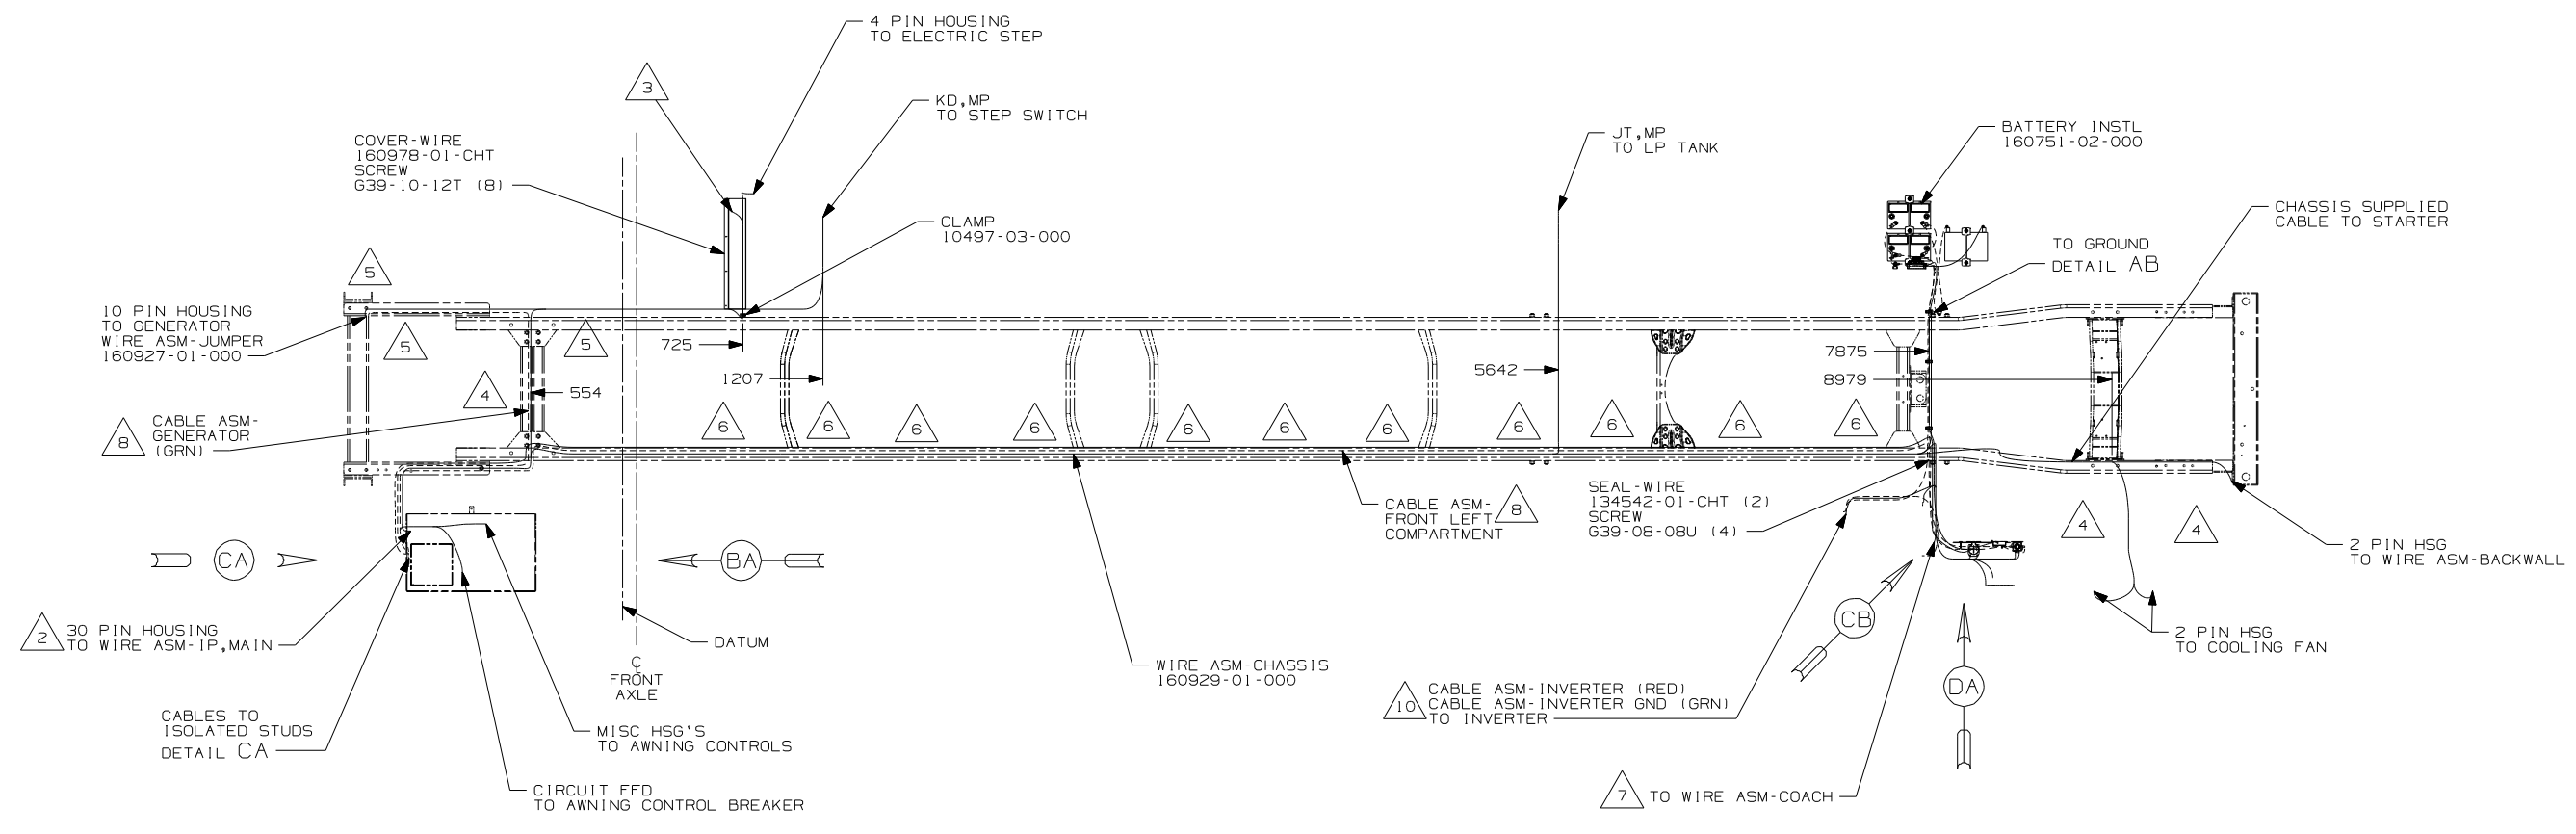 4 PIN HOUSING
TO ELECTRIC STEP
3
KD,MP
TO STEP SWITCH
COVER-WIRE
160978-01-CHT
SCREW
G39-10-12T (8)
CLAMP
10497-03-000
JT,MP
TO LP TANK
BATTERY INSTL
160751-02-000
CHASSIS SUPPLIED
CABLE TO STARTER
TO GROUND
DETAIL AB
5
10 PIN HOUSING
TO GENERATOR
WIRE ASM-JUMPER
160927-01-000
5
5
725
1207
5642
7875
8979
4
554
8
CABLE ASM-
GENERATOR
(GRN)
6
6
6
6
6
6
6
6
6
6
6
CABLE ASM-
FRONT LEFT
COMPARTMENT
8
SEAL-WIRE
134542-01-CHT (2)
SCREW
G39-08-08U (4)
4
4
2 PIN HSG
TO WIRE ASM-BACKWALL
CA
BA
CB
DA
2
30 PIN HOUSING
TO WIRE ASM-IP,MAIN
DATUM
CL
FRONT
AXLE
WIRE ASM-CHASSIS
160929-01-000
2 PIN HSG
TO COOLING FAN
10
CABLE ASM-INVERTER (RED)
CABLE ASM-INVERTER GND (GRN)
TO INVERTER
CABLES TO
ISOLATED STUDS
DETAIL CA
MISC HSG'S
TO AWNING CONTROLS
CIRCUIT FFD
TO AWNING CONTROL BREAKER
7
TO WIRE ASM-COACH